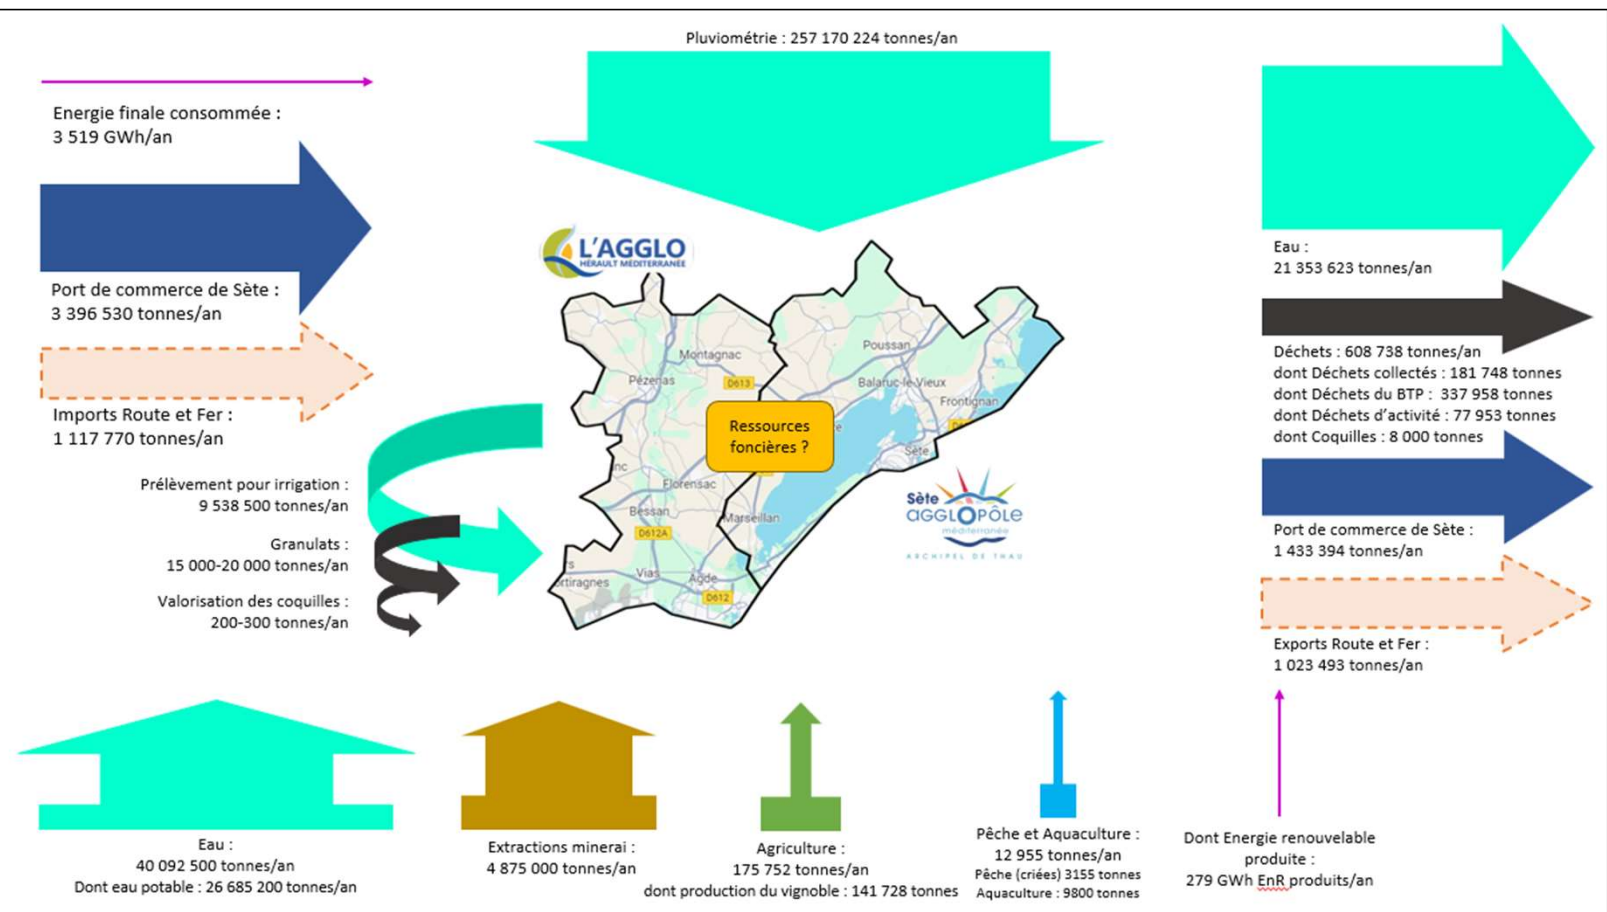 Pluviométrie : 257 170 224 tonnes/an
Energie finale consommée :
3 519 GWh/an
Port de commerce de Sète :
3 396 530 tonnes/an
Imports Route et Fer :
1 117 770 tonnes/an
Prélèvement pour irrigation :
9 538 500 tonnes/an
Granulats :
15 000-20 000 tonnes/an
Valorisation des coquilles :
200-300 tonnes/an
L'AGGLO
HÉRAULT MÉDITERRANÉE
Montagnac
Poussan
Pézenas
D613
Balaruc-le-Vieux
Frontignan
Ressources
foncières ?
Sète
Florensac
Bessan
Marseillan
D612A
Vias
Agde
rtiragnes
D612
Sète
aGGLOPôLe
méditerranée
ARCHIPEL DE THAU
Eau :
21 353 623 tonnes/an
Déchets : 608 738 tonnes/an
dont Déchets collectés : 181 748 tonnes
dont Déchets du BTP : 337 958 tonnes
dont Déchets d'activité : 77 953 tonnes
dont Coquilles : 8 000 tonnes
Port de commerce de Sète :
1 433 394 tonnes/an
Exports Route et Fer :
1 023 493 tonnes/an
Eau :
40 092 500 tonnes/an
Dont eau potable : 26 685 200 tonnes/an
Extractions minerai :
4 875 000 tonnes/an
Agriculture :
175 752 tonnes/an
dont production du vignoble : 141 728 tonnes
Pêche et Aquaculture :
12 955 tonnes/an
Pêche (criées) 3155 tonnes
Aquaculture : 9800 tonnes
Dont Energie renouvelable
produite :
279 GWh EnR produits/an